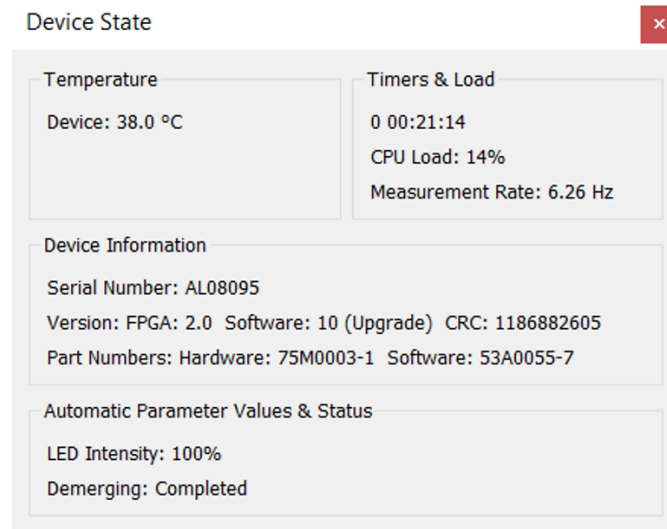 Device State
Temperature
Device: 38.0 °C
Timers & Load
0 00:21:14
CPU Load: 14%
Measurement Rate: 6.26 Hz
Device Information
Serial Number: AL08095
Version: FPGA: 2.0 Software: 10 (Upgrade) CRC: 1186882605
Part Numbers: Hardware: 75M0003-1 Software: 53A0055-7
Automatic Parameter Values & Status
LED Intensity: 100%
Demerging: Completed